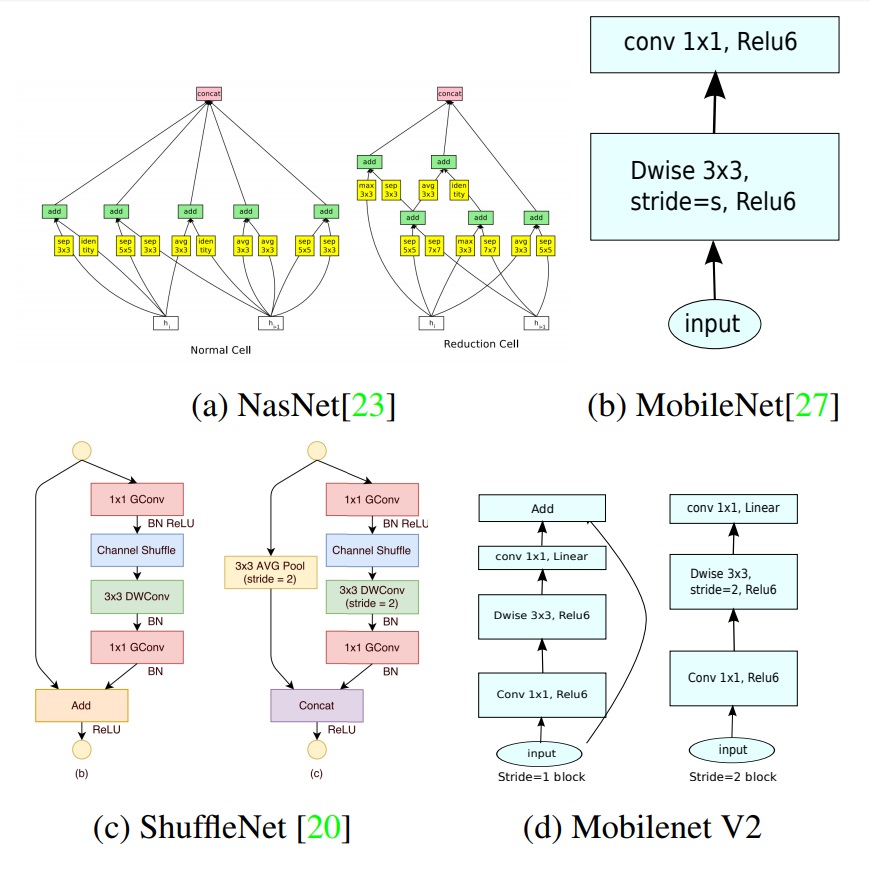 concat
add
add
add
add
add
sep
3x3
iden
tity
sep
5x5
sep
3x3
avg
3x3
iden
tity
avg
3x3
avg
3x3
sep
5x5
sep
3x3
hi
hi-1
Normal Cell
concat
add
add
max
3x3
sep
3x3
avg
3x3
iden
tity
add
add
add
sep
5x5
sep
7x7
max
3x3
sep
7x7
avg
3x3
sep
5x5
hi
hi-1
Reduction Cell
(a) NasNet[23]
conv 1x1, Relu6
Dwise 3x3,
stride=s, Relu6
input
(b) MobileNet[27]
1x1 GConv
BN ReLU
Channel Shuffle
3x3 DWConv
BN
1x1 GConv
BN
Add
ReLU
(b)
1x1 GConv
BN ReLU
3x3 AVG Pool
(stride = 2)
Channel Shuffle
3x3 DWConv
(stride = 2)
BN
1x1 GConv
BN
Concat
ReLU
(c)
(c) ShuffleNet [20]
Add
conv 1x1, Linear
Dwise 3x3, Relu6
Conv 1x1, Relu6
input
Stride=1 block
conv 1x1, Linear
Dwise 3x3,
stride=2, Relu6
Conv 1x1, Relu6
input
Stride=2 block
(d) Mobilenet V2